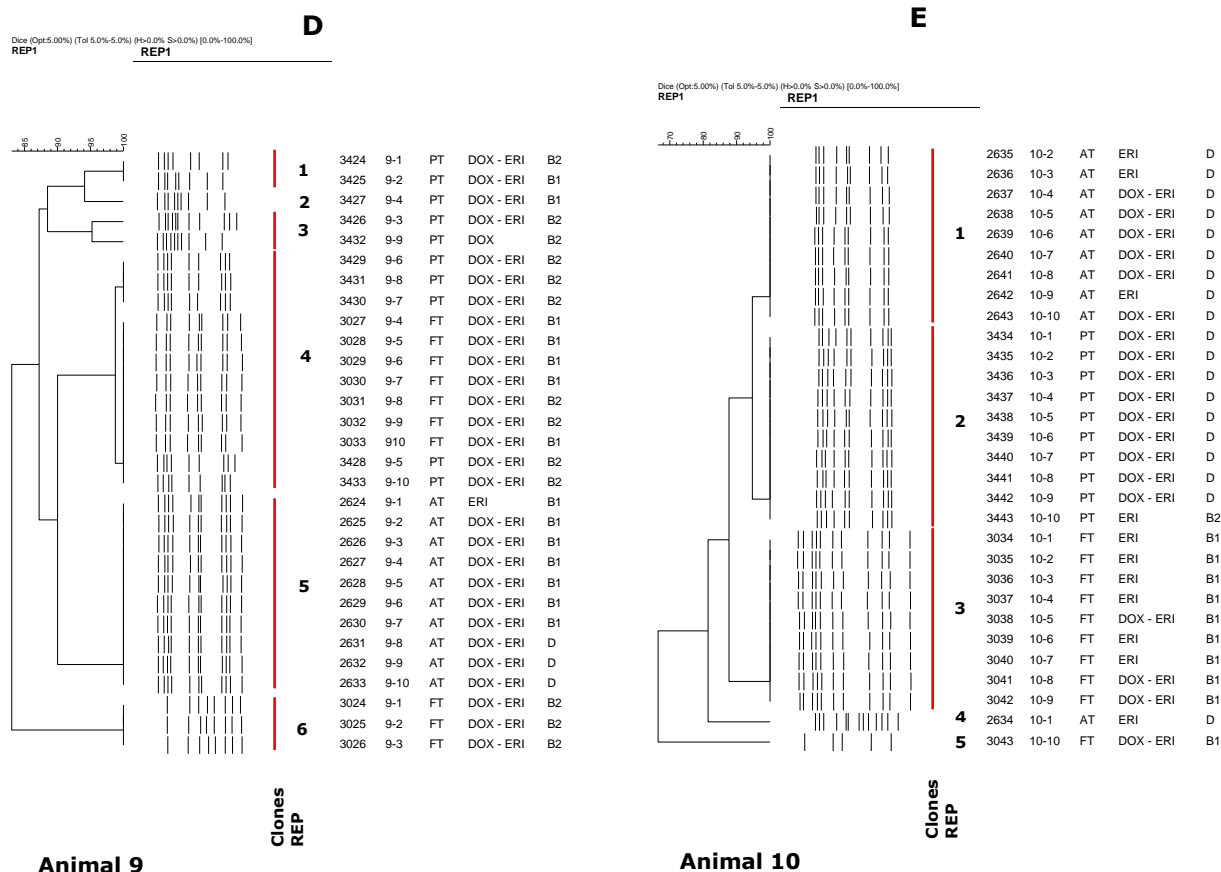 D
Dice (Opt:5.00%) (Tol 5.0%-5.0%) (H>0.0% S>0.0%) [0.0%-100.0%]
REP1
REP1
85 90 95 100
1
2
3
4
5
6
3424 9-1 PT DOX - ERI B2
3425 9-2 PT DOX - ERI B1
3427 9-4 PT DOX - ERI B1
3426 9-3 PT DOX - ERI B2
3432 9-9 PT DOX B2
3429 9-6 PT DOX - ERI B2
3431 9-8 PT DOX - ERI B2
3430 9-7 PT DOX - ERI B2
3027 9-4 FT DOX - ERI B1
3028 9-5 FT DOX - ERI B1
3029 9-6 FT DOX - ERI B1
3030 9-7 FT DOX - ERI B1
3031 9-8 FT DOX - ERI B2
3032 9-9 FT DOX - ERI B2
3033 910 FT DOX - ERI B1
3428 9-5 PT DOX - ERI B2
3433 9-10 PT DOX - ERI B2
2624 9-1 AT ERI B1
2625 9-2 AT DOX - ERI B1
2626 9-3 AT DOX - ERI B1
2627 9-4 AT DOX - ERI B1
2628 9-5 AT DOX - ERI B1
2629 9-6 AT DOX - ERI B1
2630 9-7 AT DOX - ERI B1
2631 9-8 AT DOX - ERI D
2632 9-9 AT DOX - ERI D
2633 9-10 AT DOX - ERI D
3024 9-1 FT DOX - ERI B2
3025 9-2 FT DOX - ERI B2
3026 9-3 FT DOX - ERI B2
Clones
REP
Animal 9
E
Dice (Opt:5.00%) (Tol 5.0%-5.0%) (H>0.0% S>0.0%) [0.0%-100.0%]
REP1
REP1
70 80 90 100
1
2
3
4
5
2635 10-2 AT ERI D
2636 10-3 AT ERI D
2637 10-4 AT DOX - ERI D
2638 10-5 AT DOX - ERI D
2639 10-6 AT DOX - ERI D
2640 10-7 AT DOX - ERI D
2641 10-8 AT DOX - ERI D
2642 10-9 AT ERI D
2643 10-10 AT DOX - ERI D
3434 10-1 PT DOX - ERI D
3435 10-2 PT DOX - ERI D
3436 10-3 PT DOX - ERI D
3437 10-4 PT DOX - ERI D
3438 10-5 PT DOX - ERI D
3439 10-6 PT DOX - ERI D
3440 10-7 PT DOX - ERI D
3441 10-8 PT DOX - ERI D
3442 10-9 PT DOX - ERI D
3443 10-10 PT ERI B2
3034 10-1 FT ERI B1
3035 10-2 FT ERI B1
3036 10-3 FT ERI B1
3037 10-4 FT ERI B1
3038 10-5 FT DOX - ERI B1
3039 10-6 FT ERI B1
3040 10-7 FT ERI B1
3041 10-8 FT DOX - ERI B1
3042 10-9 FT DOX - ERI B1
2634 10-1 AT ERI D
3043 10-10 FT DOX - ERI B1
Clones
REP
Animal 10